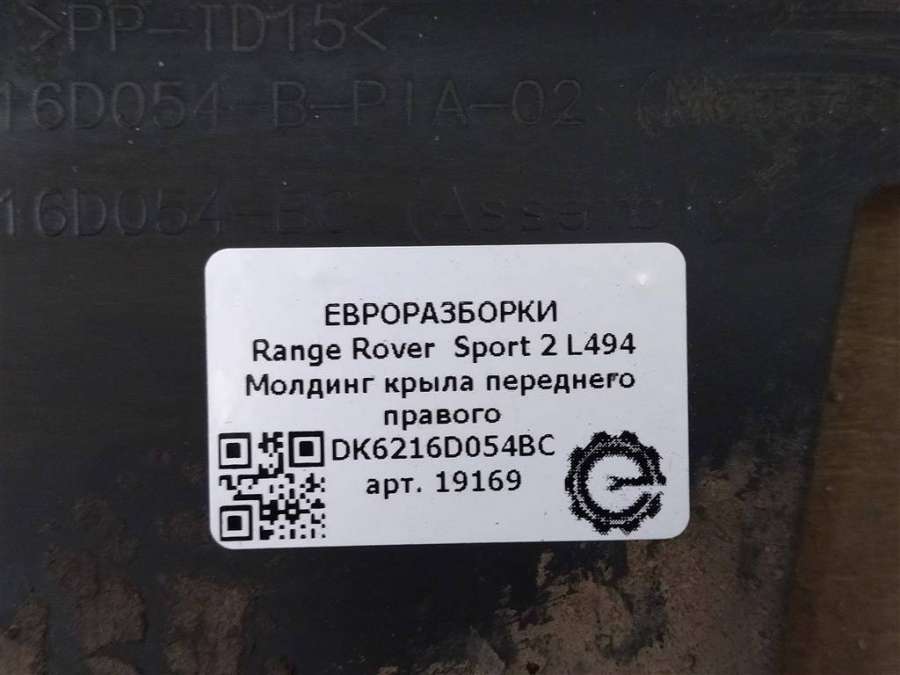 >PP-TD15<
16D054-B-PIA-02
16D054-BC (Assembly)
ЕВРОРАЗБОРКИ
Range Rover Sport 2 L494
Молдинг крыла переднего
правого
DK6216D054BC
арт. 19169